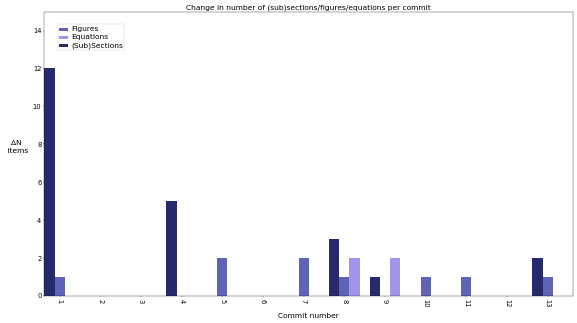 Change in number of (sub)sections/figures/equations per commit
Figures
Equations
(Sub)Sections
ΔN
items
14
12
10
8
6
4
2
0
1 2 3 4 5 6 7 8 9 10 11 12 13
Commit number